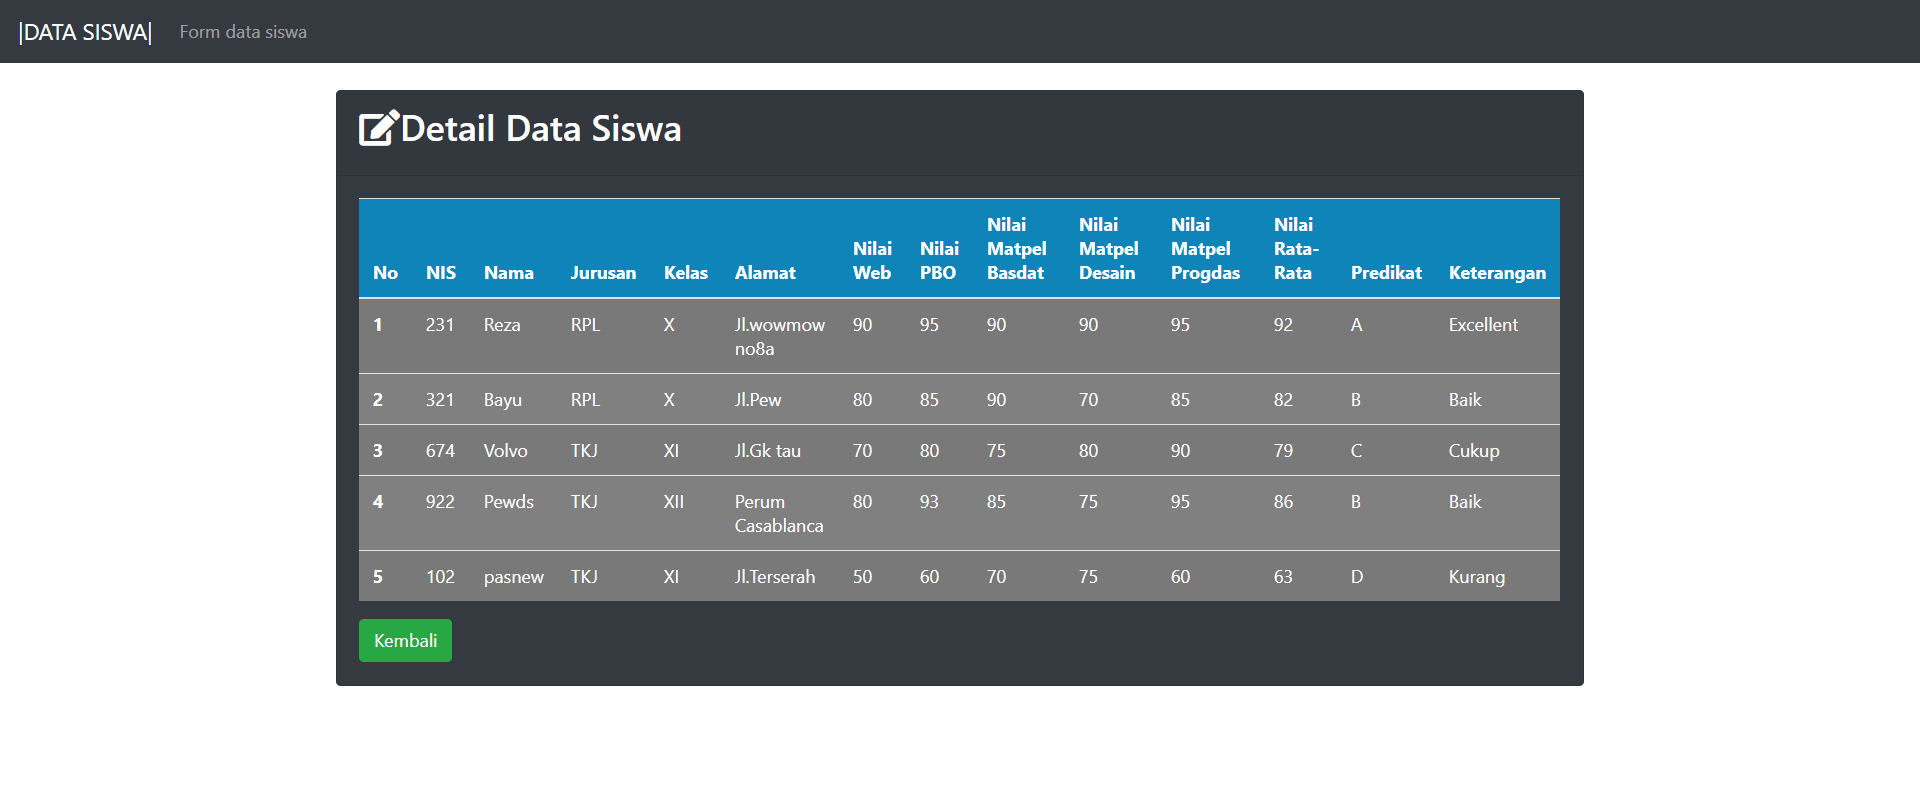 |DATA SISWA| Form data siswa
Detail Data Siswa
No NIS Nama Jurusan Kelas Alamat Nilai Web Nilai PBO Nilai Matpel Basdat Nilai Matpel Desain Nilai Matpel Progdas Nilai Rata-Rata Predikat Keterangan
1 231 Reza RPL X Jl.wowmow no8a 90 95 90 90 95 92 A Excellent
2 321 Bayu RPL X Jl.Pew 80 85 90 70 85 82 B Baik
3 674 Volvo TKJ XI Jl.Gk tau 70 80 75 80 90 79 C Cukup
4 922 Pewds TKJ XII Perum Casablanca 80 93 85 75 95 86 B Baik
5 102 pasnew TKJ XI Jl.Terserah 50 60 70 75 60 63 D Kurang
Kembali